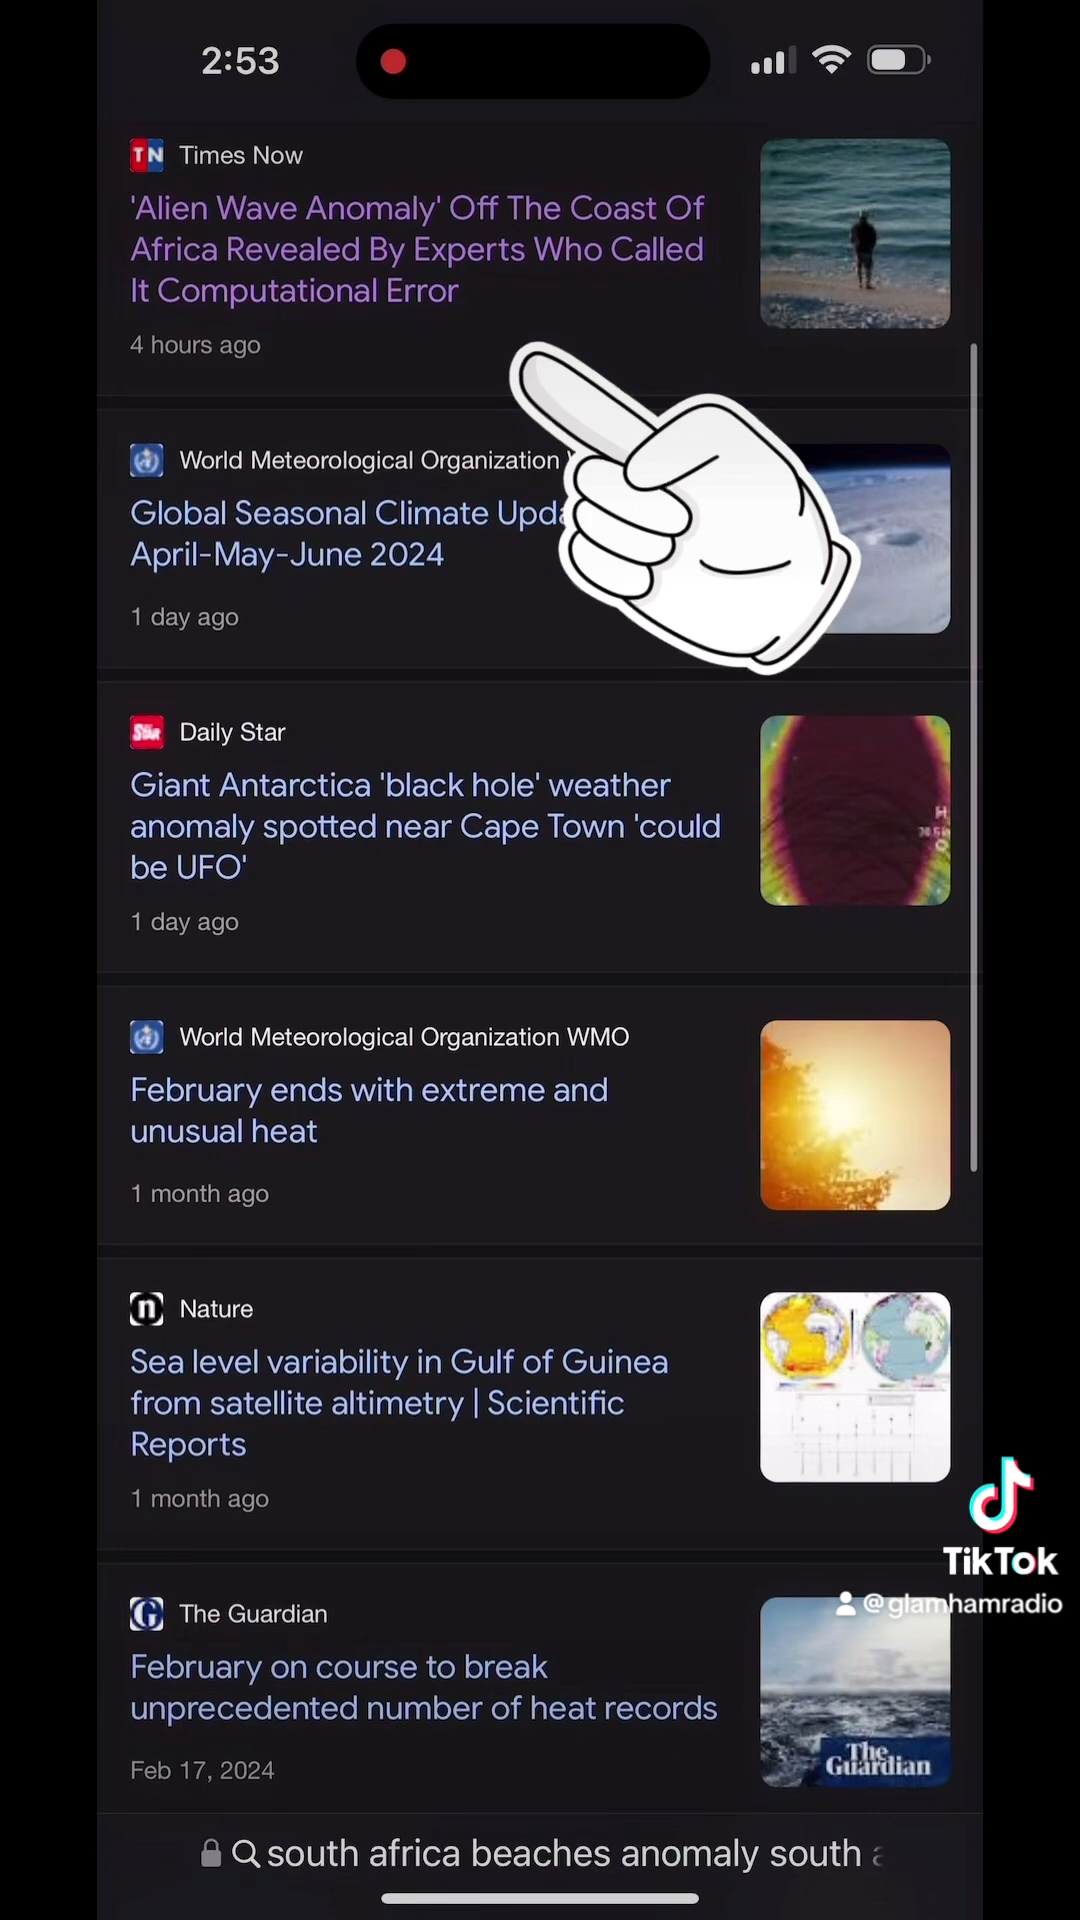 2:53
TN Times Now
'Alien Wave Anomaly' Off The Coast Of
Africa Revealed By Experts Who Called
It Computational Error
4 hours ago
World Meteorological Organization
Global Seasonal Climate
April-May-June 2024
1 day ago
STAR Daily Star
Giant Antarctica 'black hole' weather
anomaly spotted near Cape Town 'could
be UFO'
1 day ago
World Meteorological Organization WMO
February ends with extreme and
unusual heat
1 month ago
n Nature
Sea level variability in Gulf of Guinea
from satellite altimetry | Scientific
Reports
1 month ago
TikTok
@glamhamradio
G The Guardian
February on course to break
unprecedented number of heat records
Feb 17, 2024
The
Guardian
south africa beaches anomaly south